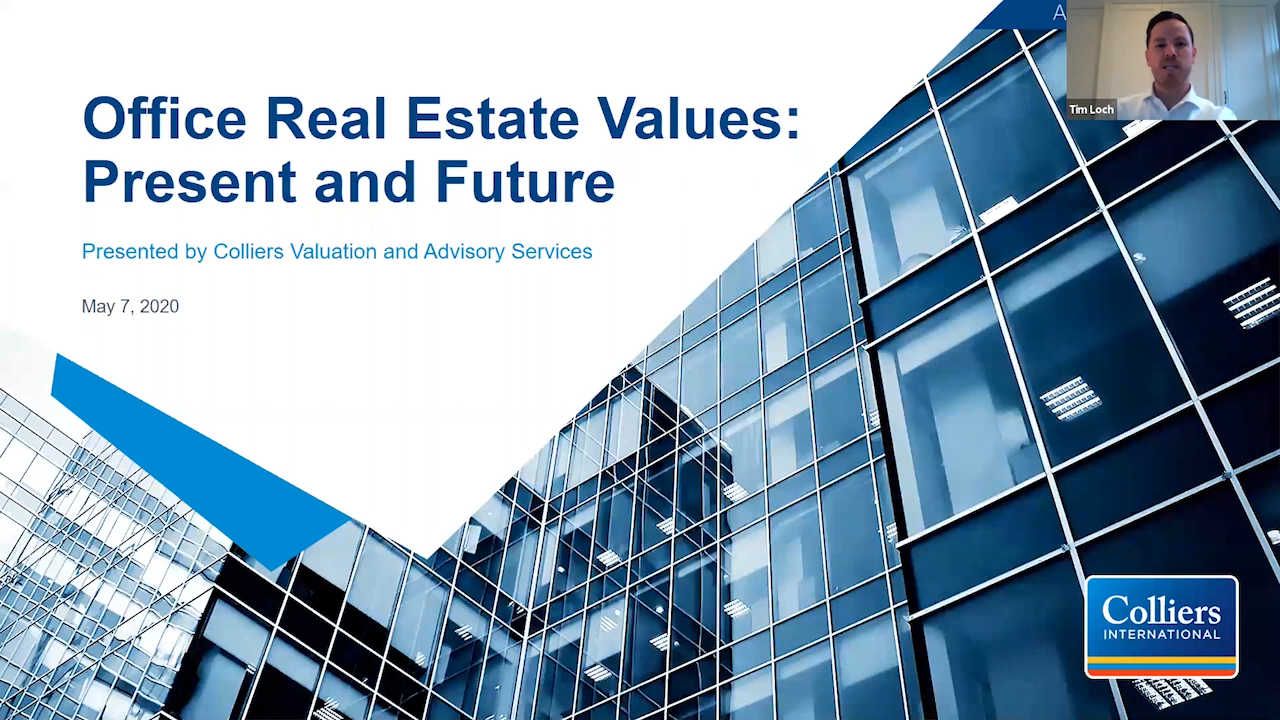 Office Real Estate Values:
Present and Future
Presented by Colliers Valuation and Advisory Services
May 7, 2020
A
Tim Loch
Colliers
INTERNATIONAL